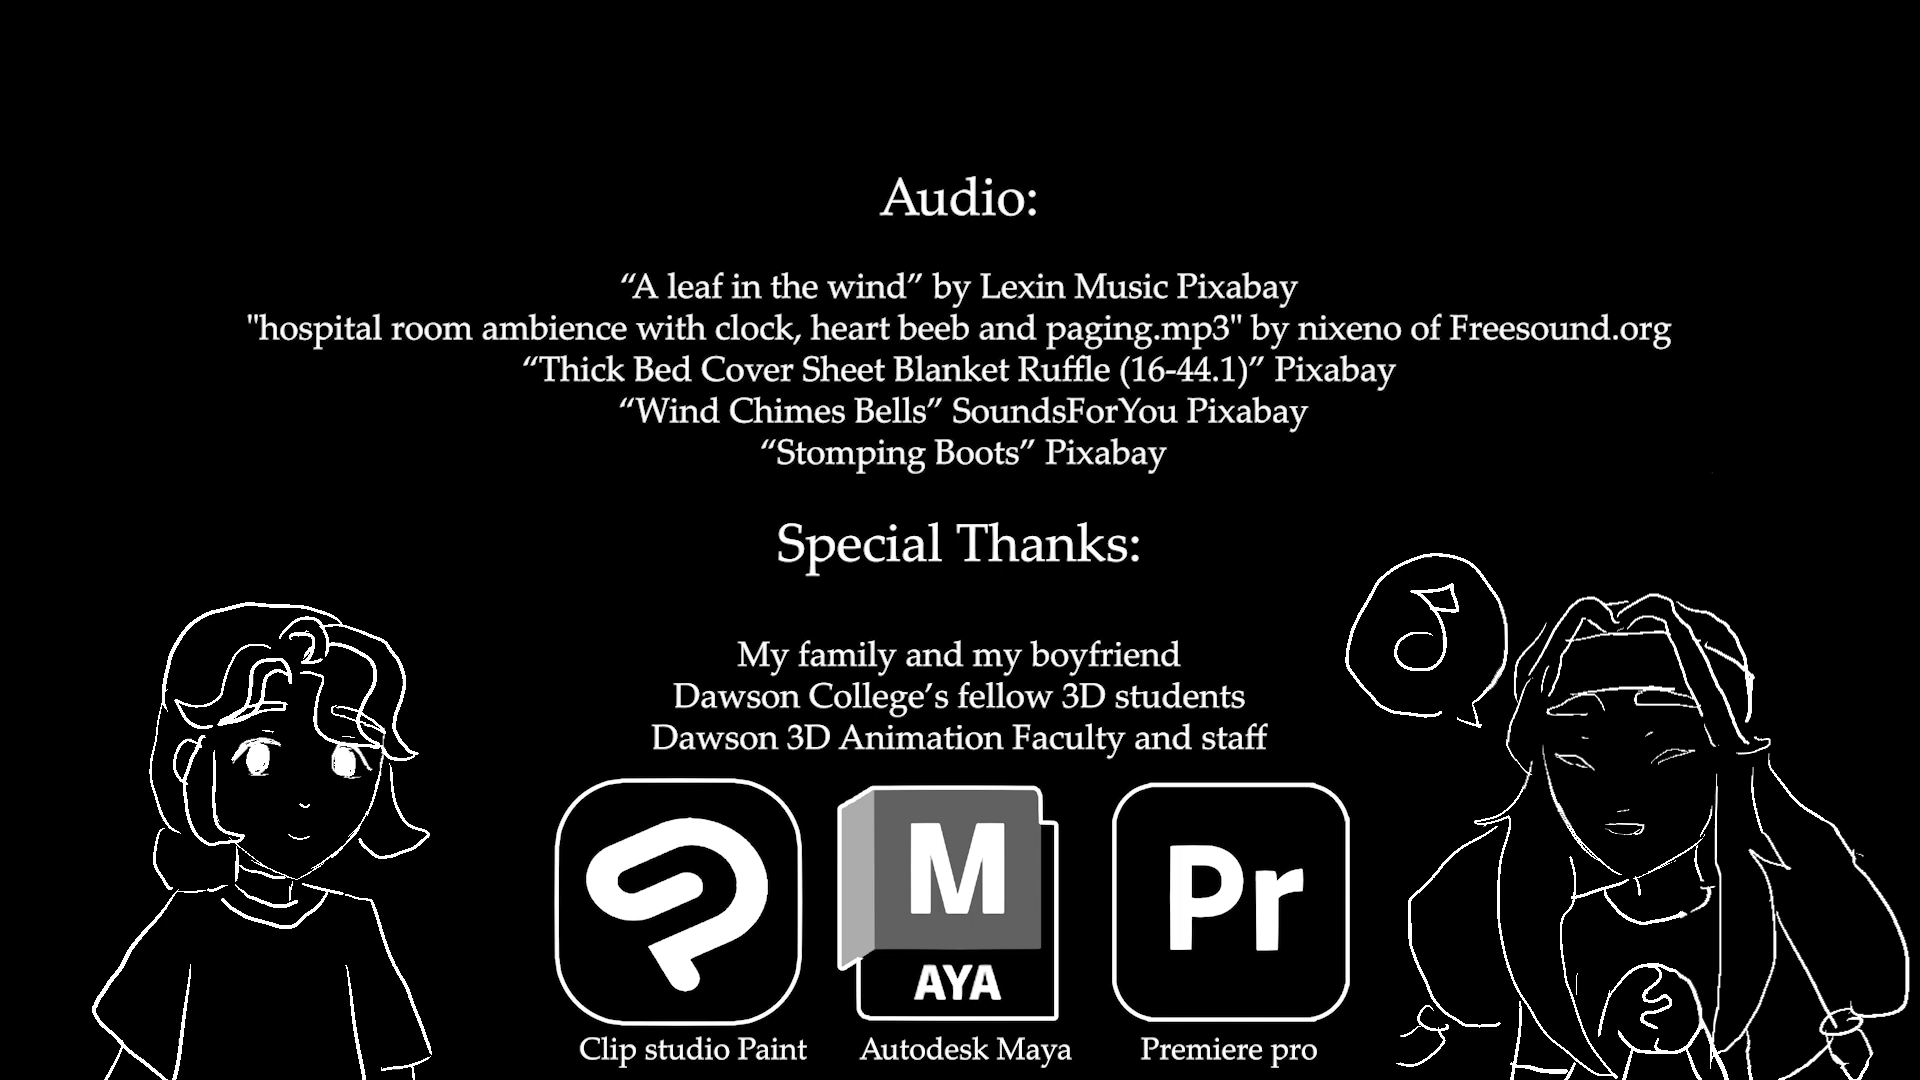 Audio:
“A leaf in the wind” by Lexin Music Pixabay
"hospital room ambience with clock, heart beeb and paging.mp3" by nixeno of Freesound.org
“Thick Bed Cover Sheet Blanket Ruffle (16-44.1)” Pixabay
“Wind Chimes Bells” SoundsForYou Pixabay
“Stomping Boots” Pixabay
Special Thanks:
My family and my boyfriend
Dawson College’s fellow 3D students
Dawson 3D Animation Faculty and staff
M
AYA
Pr
Clip studio Paint
Autodesk Maya
Premiere pro